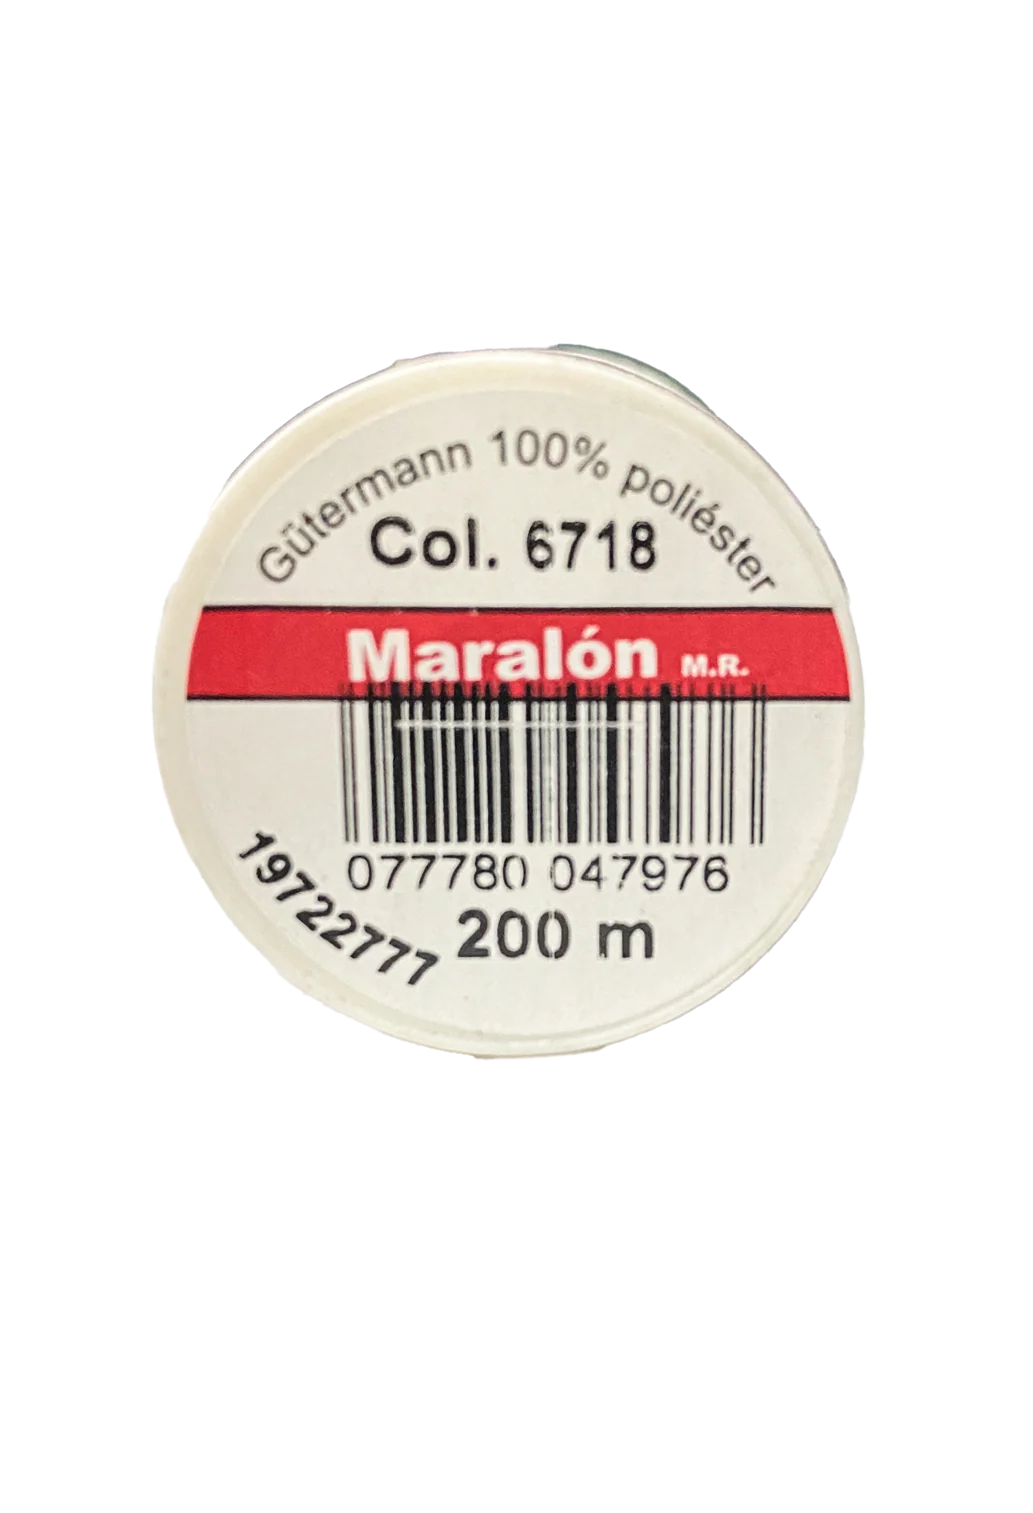 Gütermann 100% poliéster
Col. 6718
Maralón M.R.
077780 047976
200 m
19722777